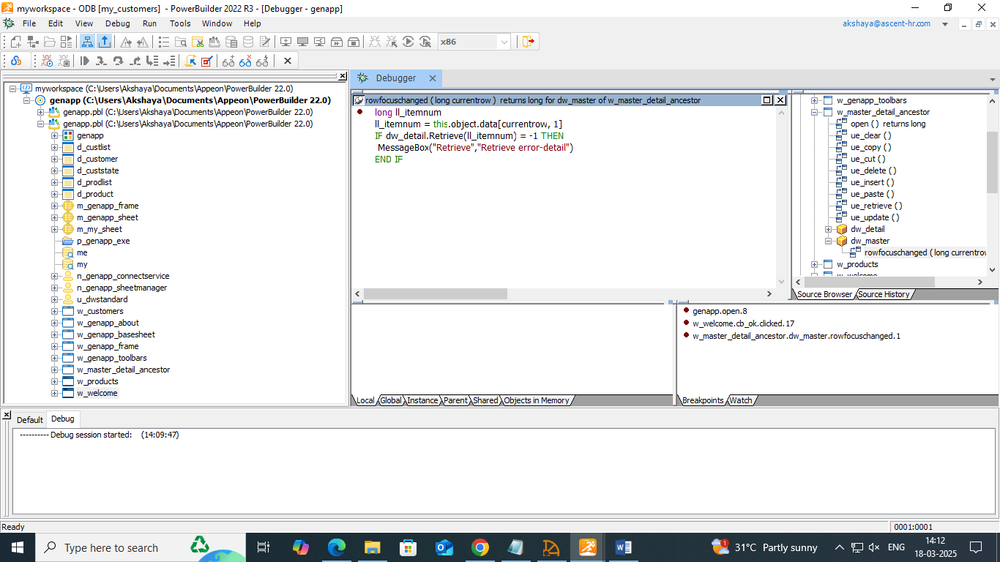 myworkspace - ODB [my_customers]  - PowerBuilder 2022 R3 - [Debugger - genapp]
File Edit View Debug Run Tools Window Help
akshaya@ascent-hr.com
x86
myworkspace (C:\Users\Akshaya\Documents\Appeon\PowerBuilder 22.0)
genapp (C:\Users\Akshaya\Documents\Appeon\PowerBuilder 22.0)
genapp.pbl (C:\Users\Akshaya\Documents\Appeon\PowerBuilder 22.0)
genapp.pbl (C:\Users\Akshaya\Documents\Appeon\PowerBuilder 22.0)
genapp
d_custlist
d_customer
d_custstate
d_prodlist
d_product
m_genapp_frame
m_genapp_sheet
m_my_sheet
p_genapp_exe
me
my
n_genapp_connectservice
n_genapp_sheetmanager
u_dwstandard
w_customers
w_genapp_about
w_genapp_basesheet
w_genapp_frame
w_genapp_toolbars
w_master_detail_ancestor
w_products
w_welcome
Debugger
rowfocuschanged ( long currentrow )  returns long for dw_master of w_master_detail_ancestor
long ll_itemnum
ll_itemnum = this.object.data[currentrow, 1]
IF dw_detail.Retrieve(ll_itemnum) = -1 THEN
MessageBox("Retrieve","Retrieve error-detail")
END IF
w_genapp_toolbars
w_master_detail_ancestor
open ( )  returns long
ue_clear ( )
ue_copy ( )
ue_cut ( )
ue_delete ( )
ue_insert ( )
ue_paste ( )
ue_retrieve ( )
ue_update ( )
dw_detail
dw_master
rowfocuschanged ( long currentrow
w_products
w_welcome
Source Browser Source History
Local Global Instance Parent Shared Objects in Memory
genapp.open.8
w_welcome.cb_ok.clicked.17
w_master_detail_ancestor.dw_master.rowfocuschanged.1
Breakpoints Watch
Default Debug
---------- Debug session started:    (14:09:47)
Ready
0001:0001
Type here to search
1
31°C Partly sunny
ENG
14:12
18-03-2025